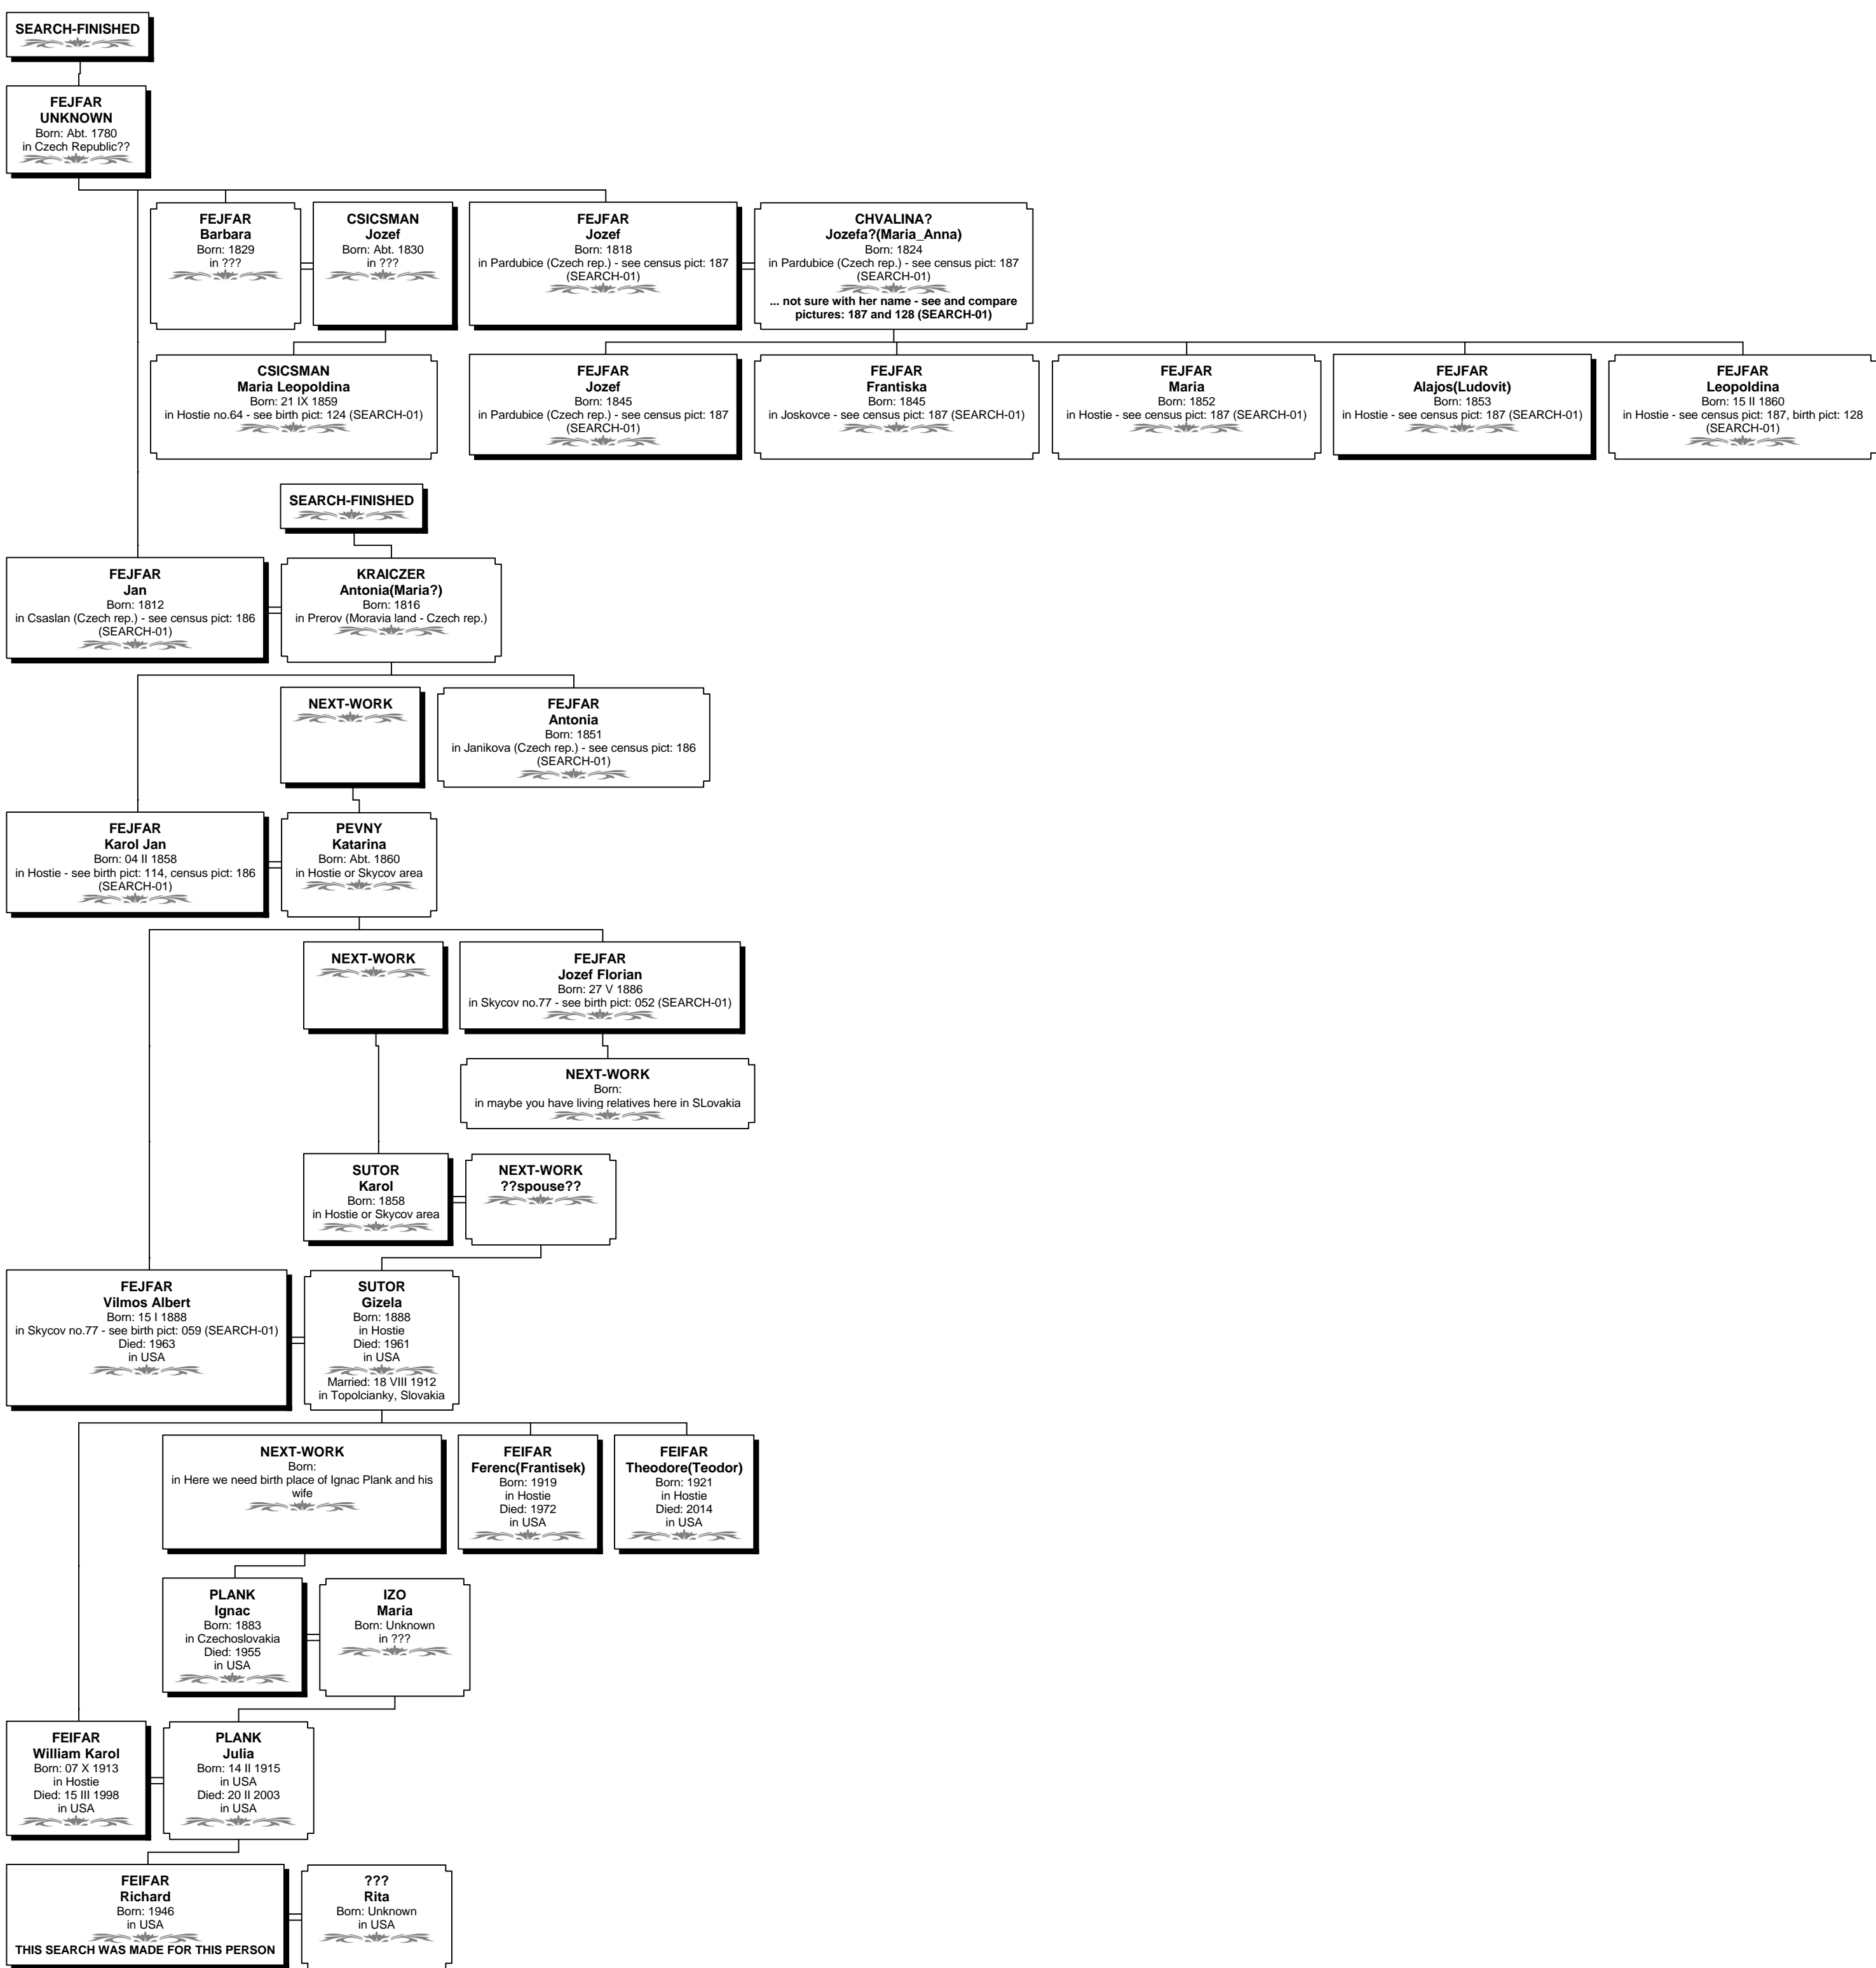 SEARCH-FINISHED
FEJFAR
UNKNOWN
Born: Abt. 1780
in Czech Republic??
FEJFAR
Barbara
Born: 1829
in ???
CSICSMAN
Jozef
Born: Abt. 1830
in ???
FEJFAR
Jozef
Born: 1818
in Pardubice (Czech rep.) - see census pict: 187
(SEARCH-01)
CHVALINA?
Jozefa?(Maria_Anna)
Born: 1824
in Pardubice (Czech rep.) - see census pict: 187
(SEARCH-01)
... not sure with her name - see and compare
pictures: 187 and 128 (SEARCH-01)
CSICSMAN
Maria Leopoldina
Born: 21 IX 1859
in Hostie no.64 - see birth pict: 124 (SEARCH-01)
FEJFAR
Jozef
Born: 1845
in Pardubice (Czech rep.) - see census pict: 187
(SEARCH-01)
FEJFAR
Frantiska
Born: 1845
in Joskovce - see census pict: 187 (SEARCH-01)
FEJFAR
Maria
Born: 1852
in Hostie - see census pict: 187 (SEARCH-01)
FEJFAR
Alajos(Ludovit)
Born: 1853
in Hostie - see census pict: 187 (SEARCH-01)
FEJFAR
Leopoldina
Born: 15 II 1860
in Hostie - see census pict: 187, birth pict: 128
(SEARCH-01)
SEARCH-FINISHED
FEJFAR
Jan
Born: 1812
in Csaslan (Czech rep.) - see census pict: 186
(SEARCH-01)
KRAICZER
Antonia(Maria?)
Born: 1816
in Prerov (Moravia land - Czech rep.)
NEXT-WORK
FEJFAR
Antonia
Born: 1851
in Janikova (Czech rep.) - see census pict: 186
(SEARCH-01)
FEJFAR
Karol Jan
Born: 04 II 1858
in Hostie - see birth pict: 114, census pict: 186
(SEARCH-01)
PEVNY
Katarina
Born: Abt. 1860
in Hostie or Skycov area
NEXT-WORK
FEJFAR
Jozef Florian
Born: 27 V 1886
in Skycov no.77 - see birth pict: 052 (SEARCH-01)
NEXT-WORK
Born:
in maybe you have living relatives here in SLovakia
SUTOR
Karol
Born: 1858
in Hostie or Skycov area
NEXT-WORK
??spouse??
FEJFAR
Vilmos Albert
Born: 15 I 1888
in Skycov no.77 - see birth pict: 059 (SEARCH-01)
Died: 1963
in USA
SUTOR
Gizela
Born: 1888
in Hostie
Died: 1961
in USA
Married: 18 VIII 1912
in Topolcianky, Slovakia
NEXT-WORK
Born:
in Here we need birth place of Ignac Plank and his
wife
FEIFAR
Ferenc(Frantisek)
Born: 1919
in Hostie
Died: 1972
in USA
FEIFAR
Theodore(Teodor)
Born: 1921
in Hostie
Died: 2014
in USA
PLANK
Ignac
Born: 1883
in Czechoslovakia
Died: 1955
in USA
IZO
Maria
Born: Unknown
in ???
FEIFAR
William Karol
Born: 07 X 1913
in Hostie
Died: 15 III 1998
in USA
PLANK
Julia
Born: 14 II 1915
in USA
Died: 20 II 2003
in USA
FEIFAR
Richard
Born: 1946
in USA
THIS SEARCH WAS MADE FOR THIS PERSON
???
Rita
Born: Unknown
in USA